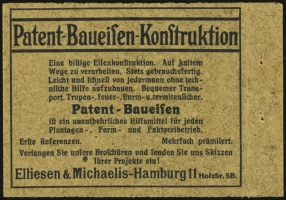 Patent-Baueisen-Konstruktion
Eine billige Eisenkonstruktion. Auf kaltem
Wege zu verarbeiten. Stets gebrauchsfertig.
Leicht und schnell von jedermann ohne tech-
nische Hilfe aufzubauen. Bequemer Trans-
port. Tropen-, feuer-, sturm- u. termitensicher.
Patent - Baueisen
ist ein unentbehrliches Hilfsmittel für jeden
Plantagen-, Farm- und Faktoreibetrieb.
Erste Referenzen. Mehrfach prämiiert.
Verlangen Sie unsere Broschüren und senden Sie uns Skizzen
Ihrer Projekte ein!
Elliesen & Michaelis-Hamburg 11 Holzbr. 5B.